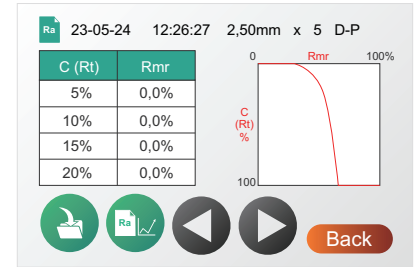 Ra 23-05-24 12:26:27 2,50mm x 5 D-P
C (Rt) Rmr
5% 0,0%
10% 0,0%
15% 0,0%
20% 0,0%
0 Rmr 100%
C
(Rt)
%
100
Ra
Back